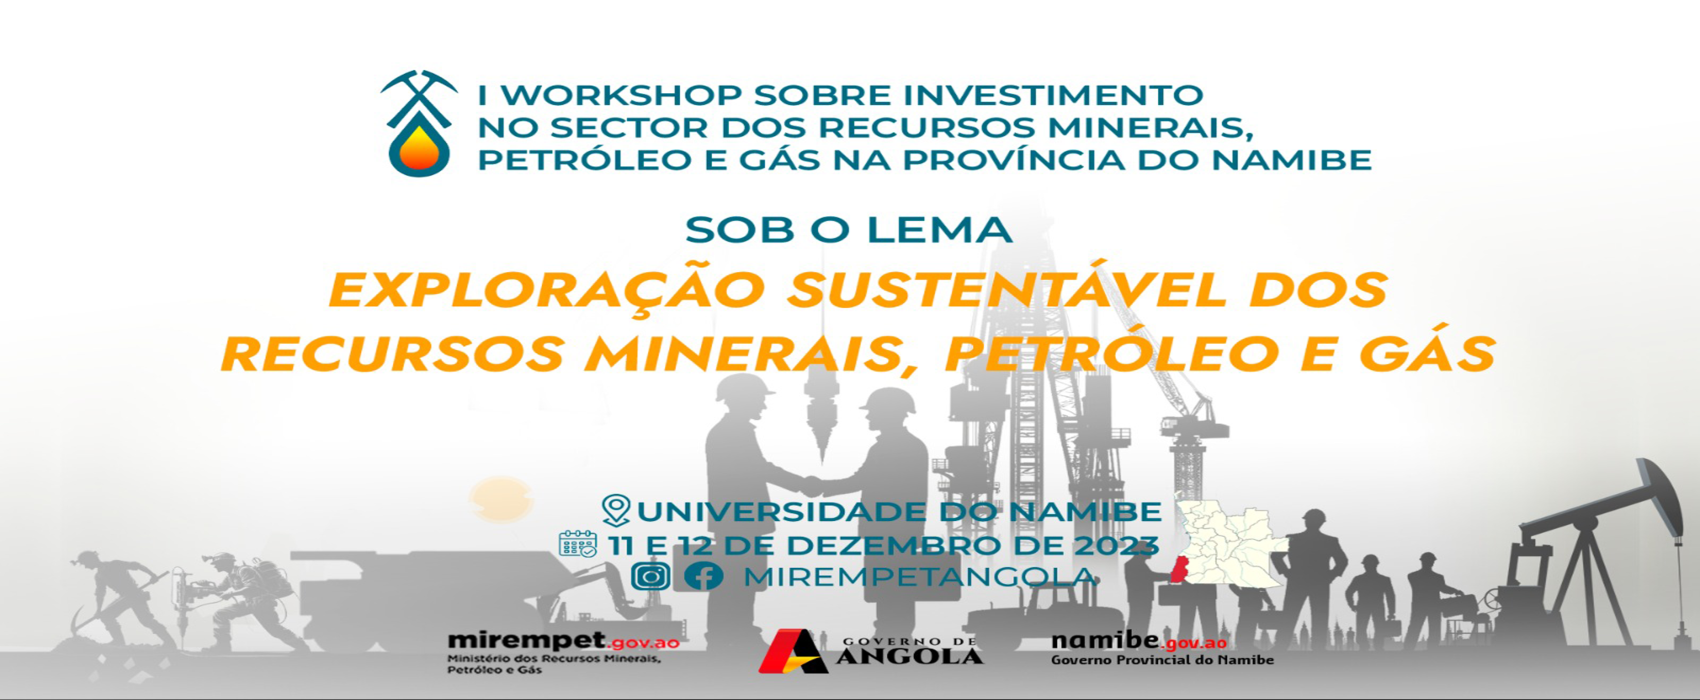 I WORKSHOP SOBRE INVESTIMENTO
NO SECTOR DOS RECURSOS MINERAIS,
PETRÓLEO E GÁS NA PROVÍNCIA DO NAMIBE
SOB O LEMA
EXPLORAÇÃO SUSTENTÁVEL DOS
RECURSOS MINERAIS, PETRÓLEO E GÁS
UNIVERSIDADE DO NAMIBE
11 E 12 DE DEZEMBRO DE 2023
MIREMPETANGOLA
mirempet.gov.ao
Ministério dos Recursos Minerais,
Petróleo e Gás
GOVERNO DE
ANGOLA
namibe.gov.ao
Governo Provincial do Namibe